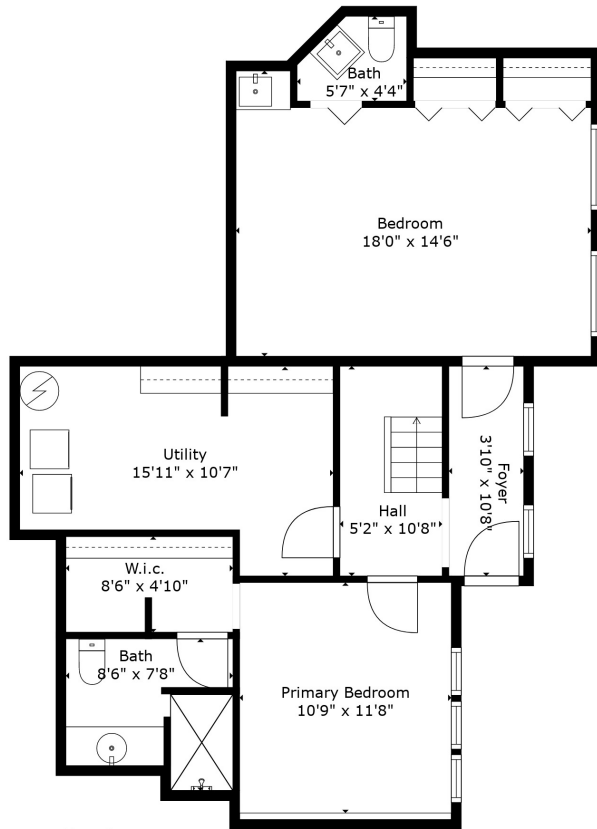 Bath
5'7" x 4'4"
Bedroom
18'0" x 14'6"
Utility
15'11" x 10'7"
Foyer
3'10" x 10'8"
Hall
5'2" x 10'8"
W.i.c.
8'6" x 4'10"
Bath
8'6" x 7'8"
Primary Bedroom
10'9" x 11'8"